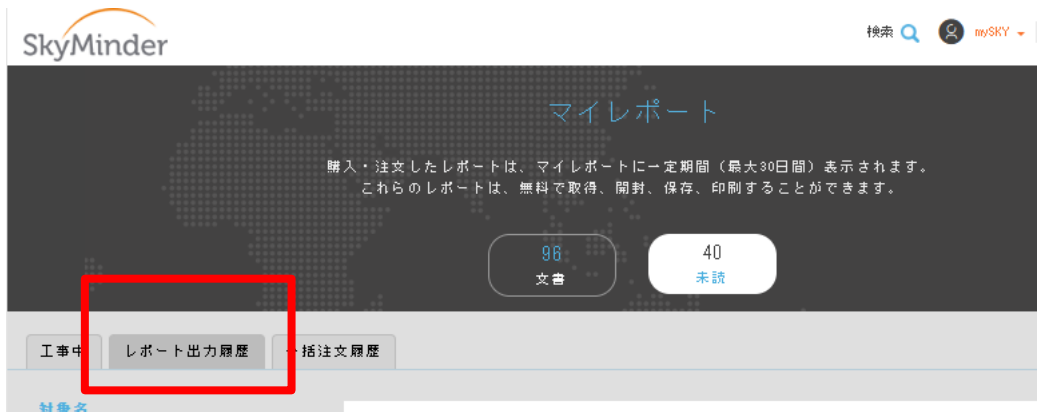 SkyMinder
検索 mySKY
マイレポート
購入・注文したレポートは、マイレポートに一定期間（最大30日間）表示されます。
これらのレポートは、無料で取得、開封、保存、印刷することができます。
96 40
文書 未読
工事中 レポート出力履歴 括注文履歴
対象名